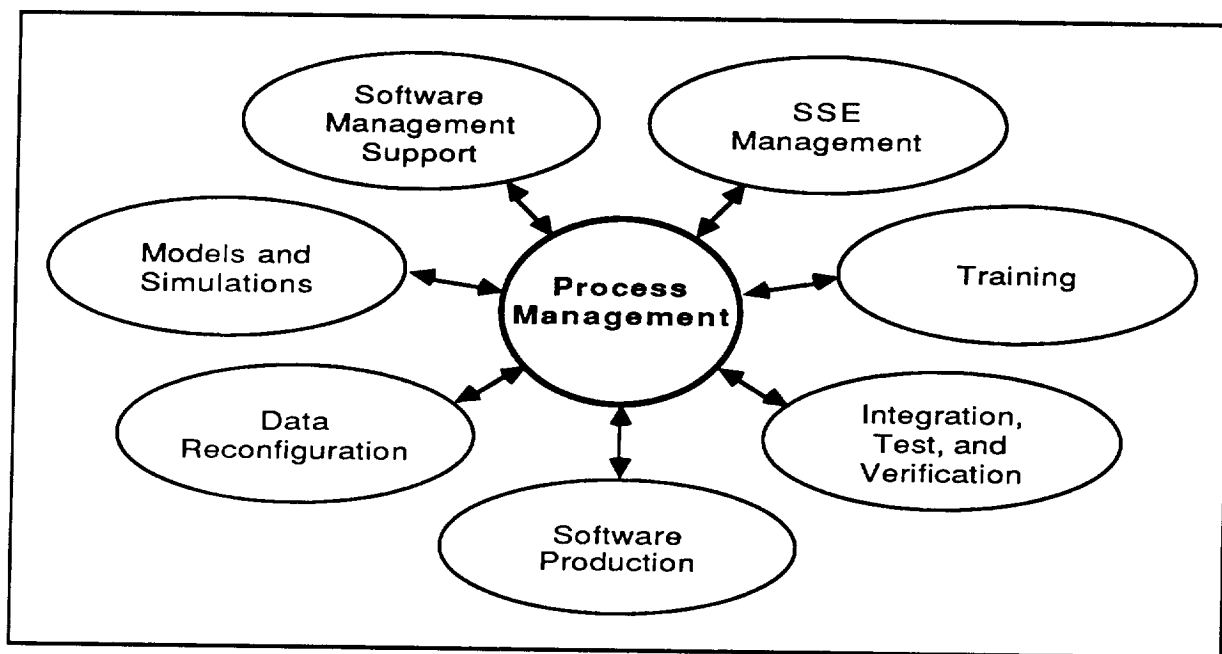 Software
Management
Support
SSE
Management
Models and
Simulations
Process
Management
Training
Data
Reconfiguration
Integration,
Test, and
Verification
Software
Production